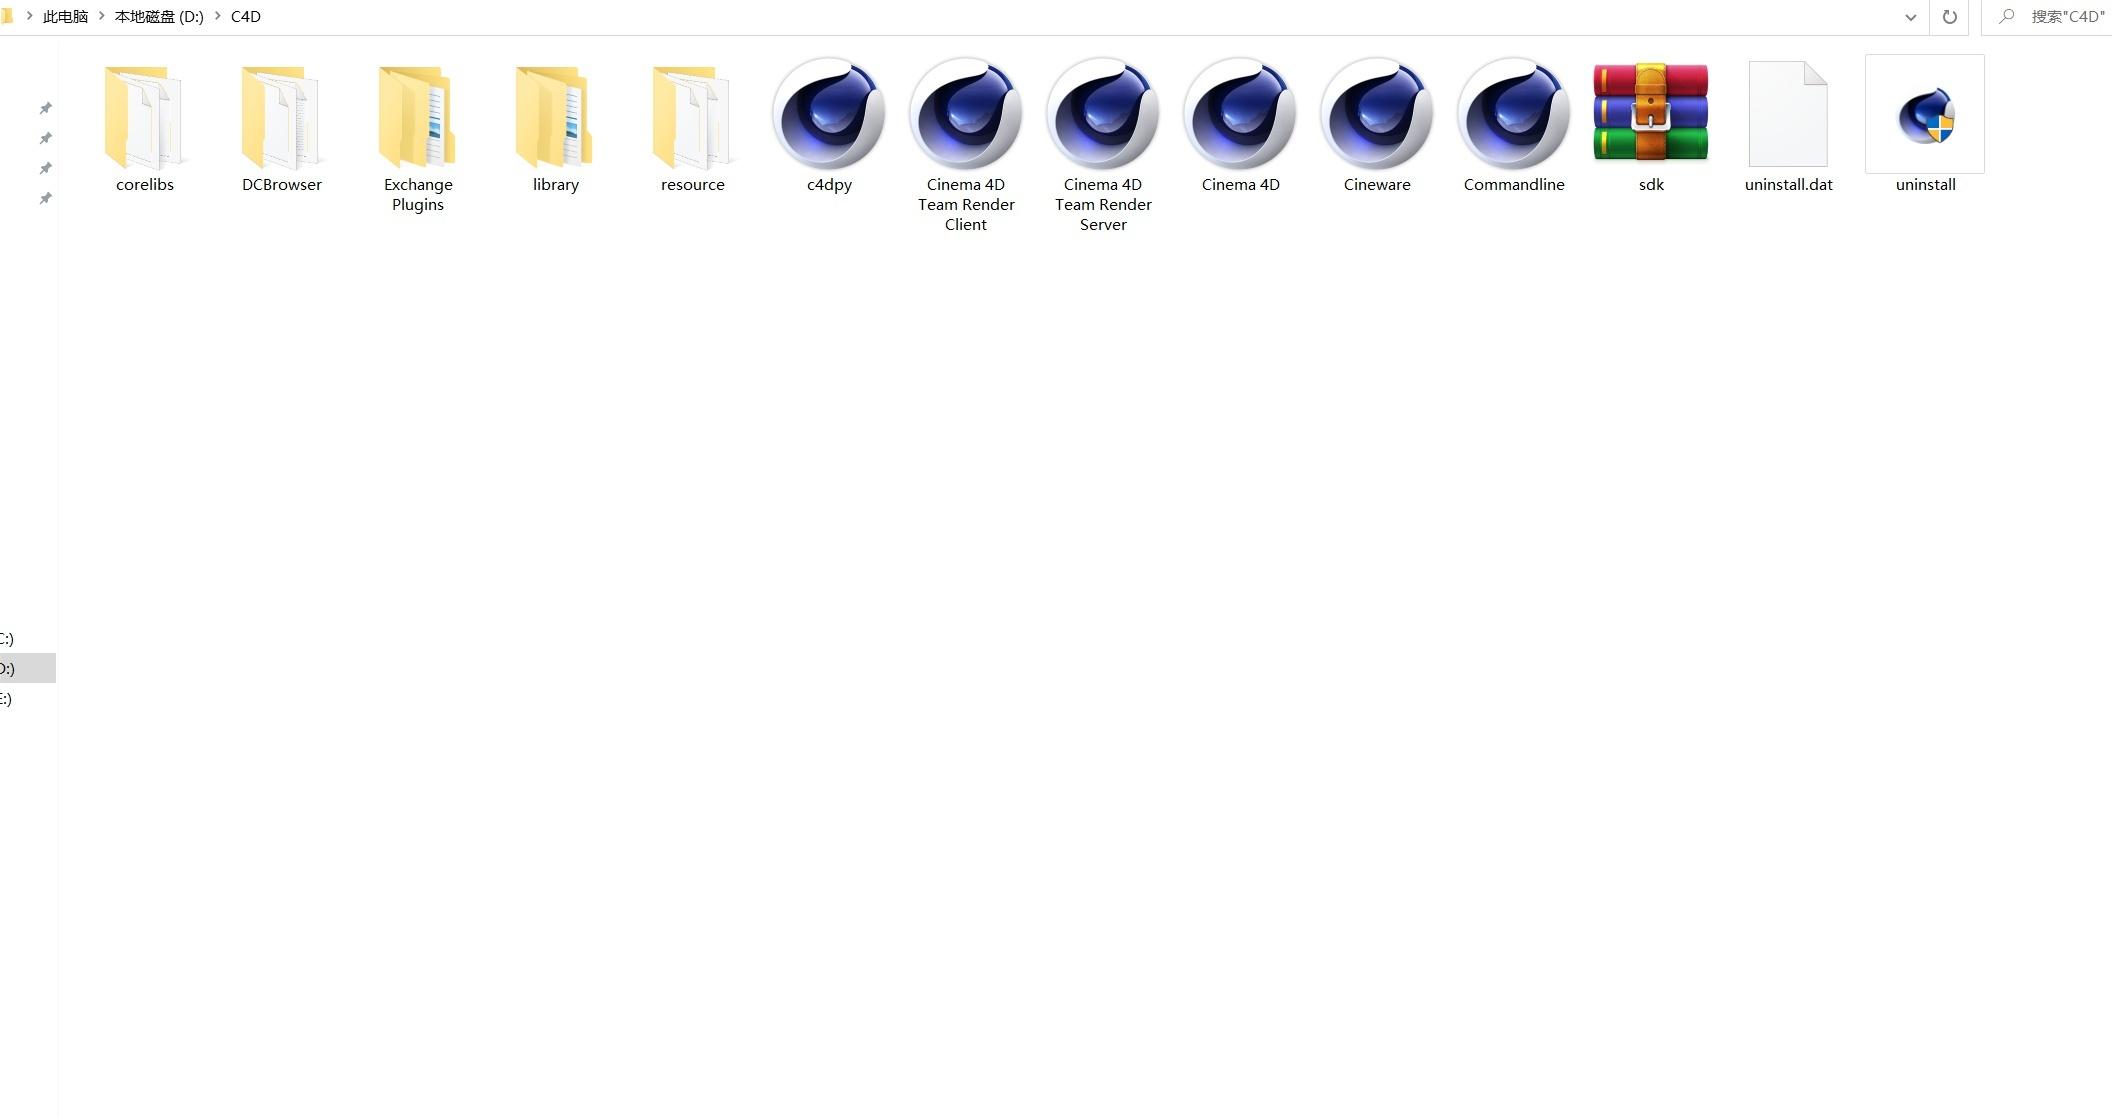 此电脑 > 本地磁盘 (D:) > C4D
搜索"C4D"
corelibs
DCBrowser
Exchange
Plugins
library
resource
c4dpy
Cinema 4D
Team Render
Client
Cinema 4D
Team Render
Server
Cinema 4D
Cineware
Commandline
sdk
uninstall.dat
uninstall
C:)
D:)
E:)